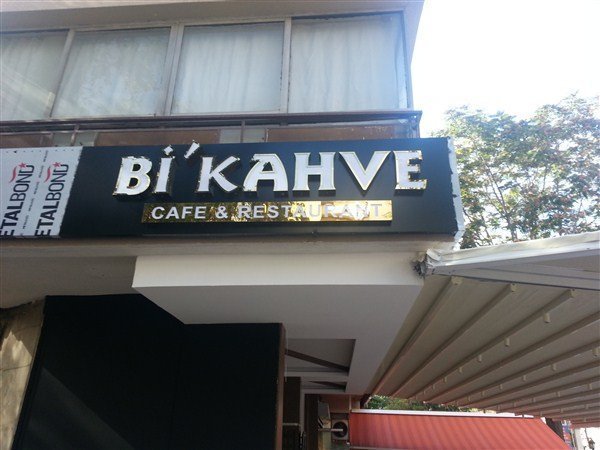 Bi'KAHVE
CAFE & RESTAURANT
ETALBOND
ETALBOND